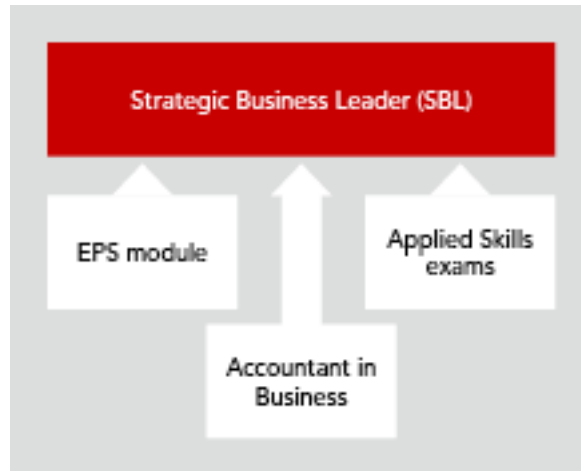 Strategic Business Leader (SBL)
EPS module
Applied Skills
exams
Accountant in
Business